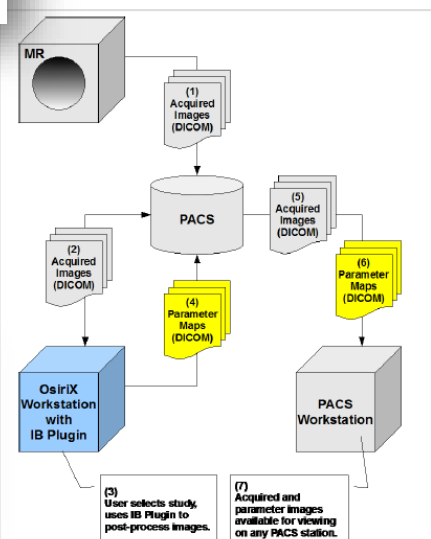 MR
(1)
Acquired
Images
(DICOM)
PACS
(5)
Acquired
Images
(DICOM)
(2)
Acquired
Images
(DICOM)
(6)
Parameter
Maps
(DICOM)
(4)
Parameter
Maps
(DICOM)
OsiriX
Workstation
with
IB Plugin
PACS
Workstation
(3)
User selects study,
uses IB Plugin to
post-process images.
(7)
Acquired and
parameter images
available for viewing
on any PACS station.